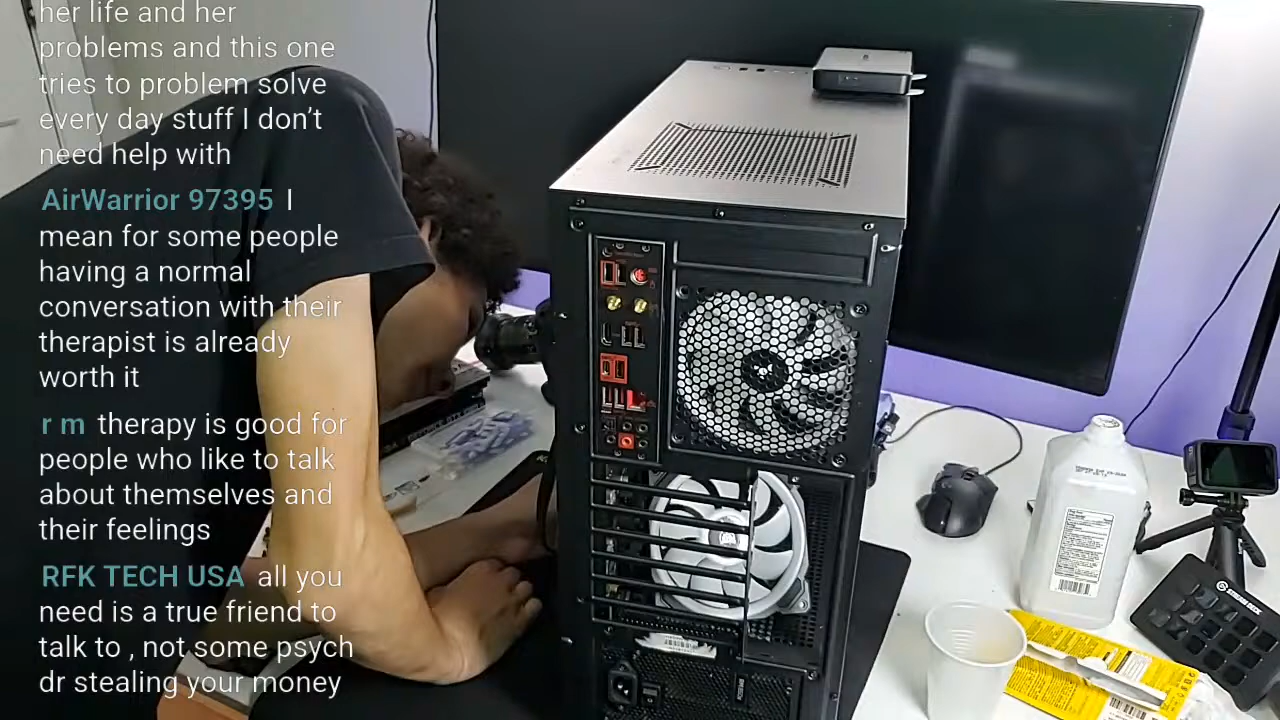 her life and her
problems and this one
tries to problem solve
every day stuff I don't
need help with
AirWarrior 97395 I
mean for some people
having a normal
conversation with their
therapist is already
worth it
r m therapy is good for
people who like to talk
about themselves and
their feelings
RFK TECH USA all you
need is a true friend to
talk to , not some psych
dr stealing your money